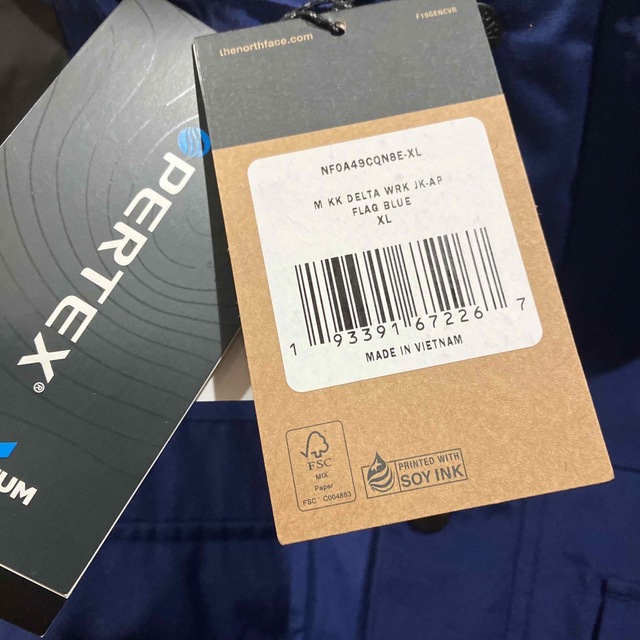 thenorthface.com
F19GENCVR
NF0A49CQN8E-XL
M KK DELTA WRK JK-AP
FLAG BLUE
XL
1 93391 67226 7
MADE IN VIETNAM
FSC
MIX
Paper
FSC® C004883
PRINTED WITH
SOY INK
PERTEX®
UM